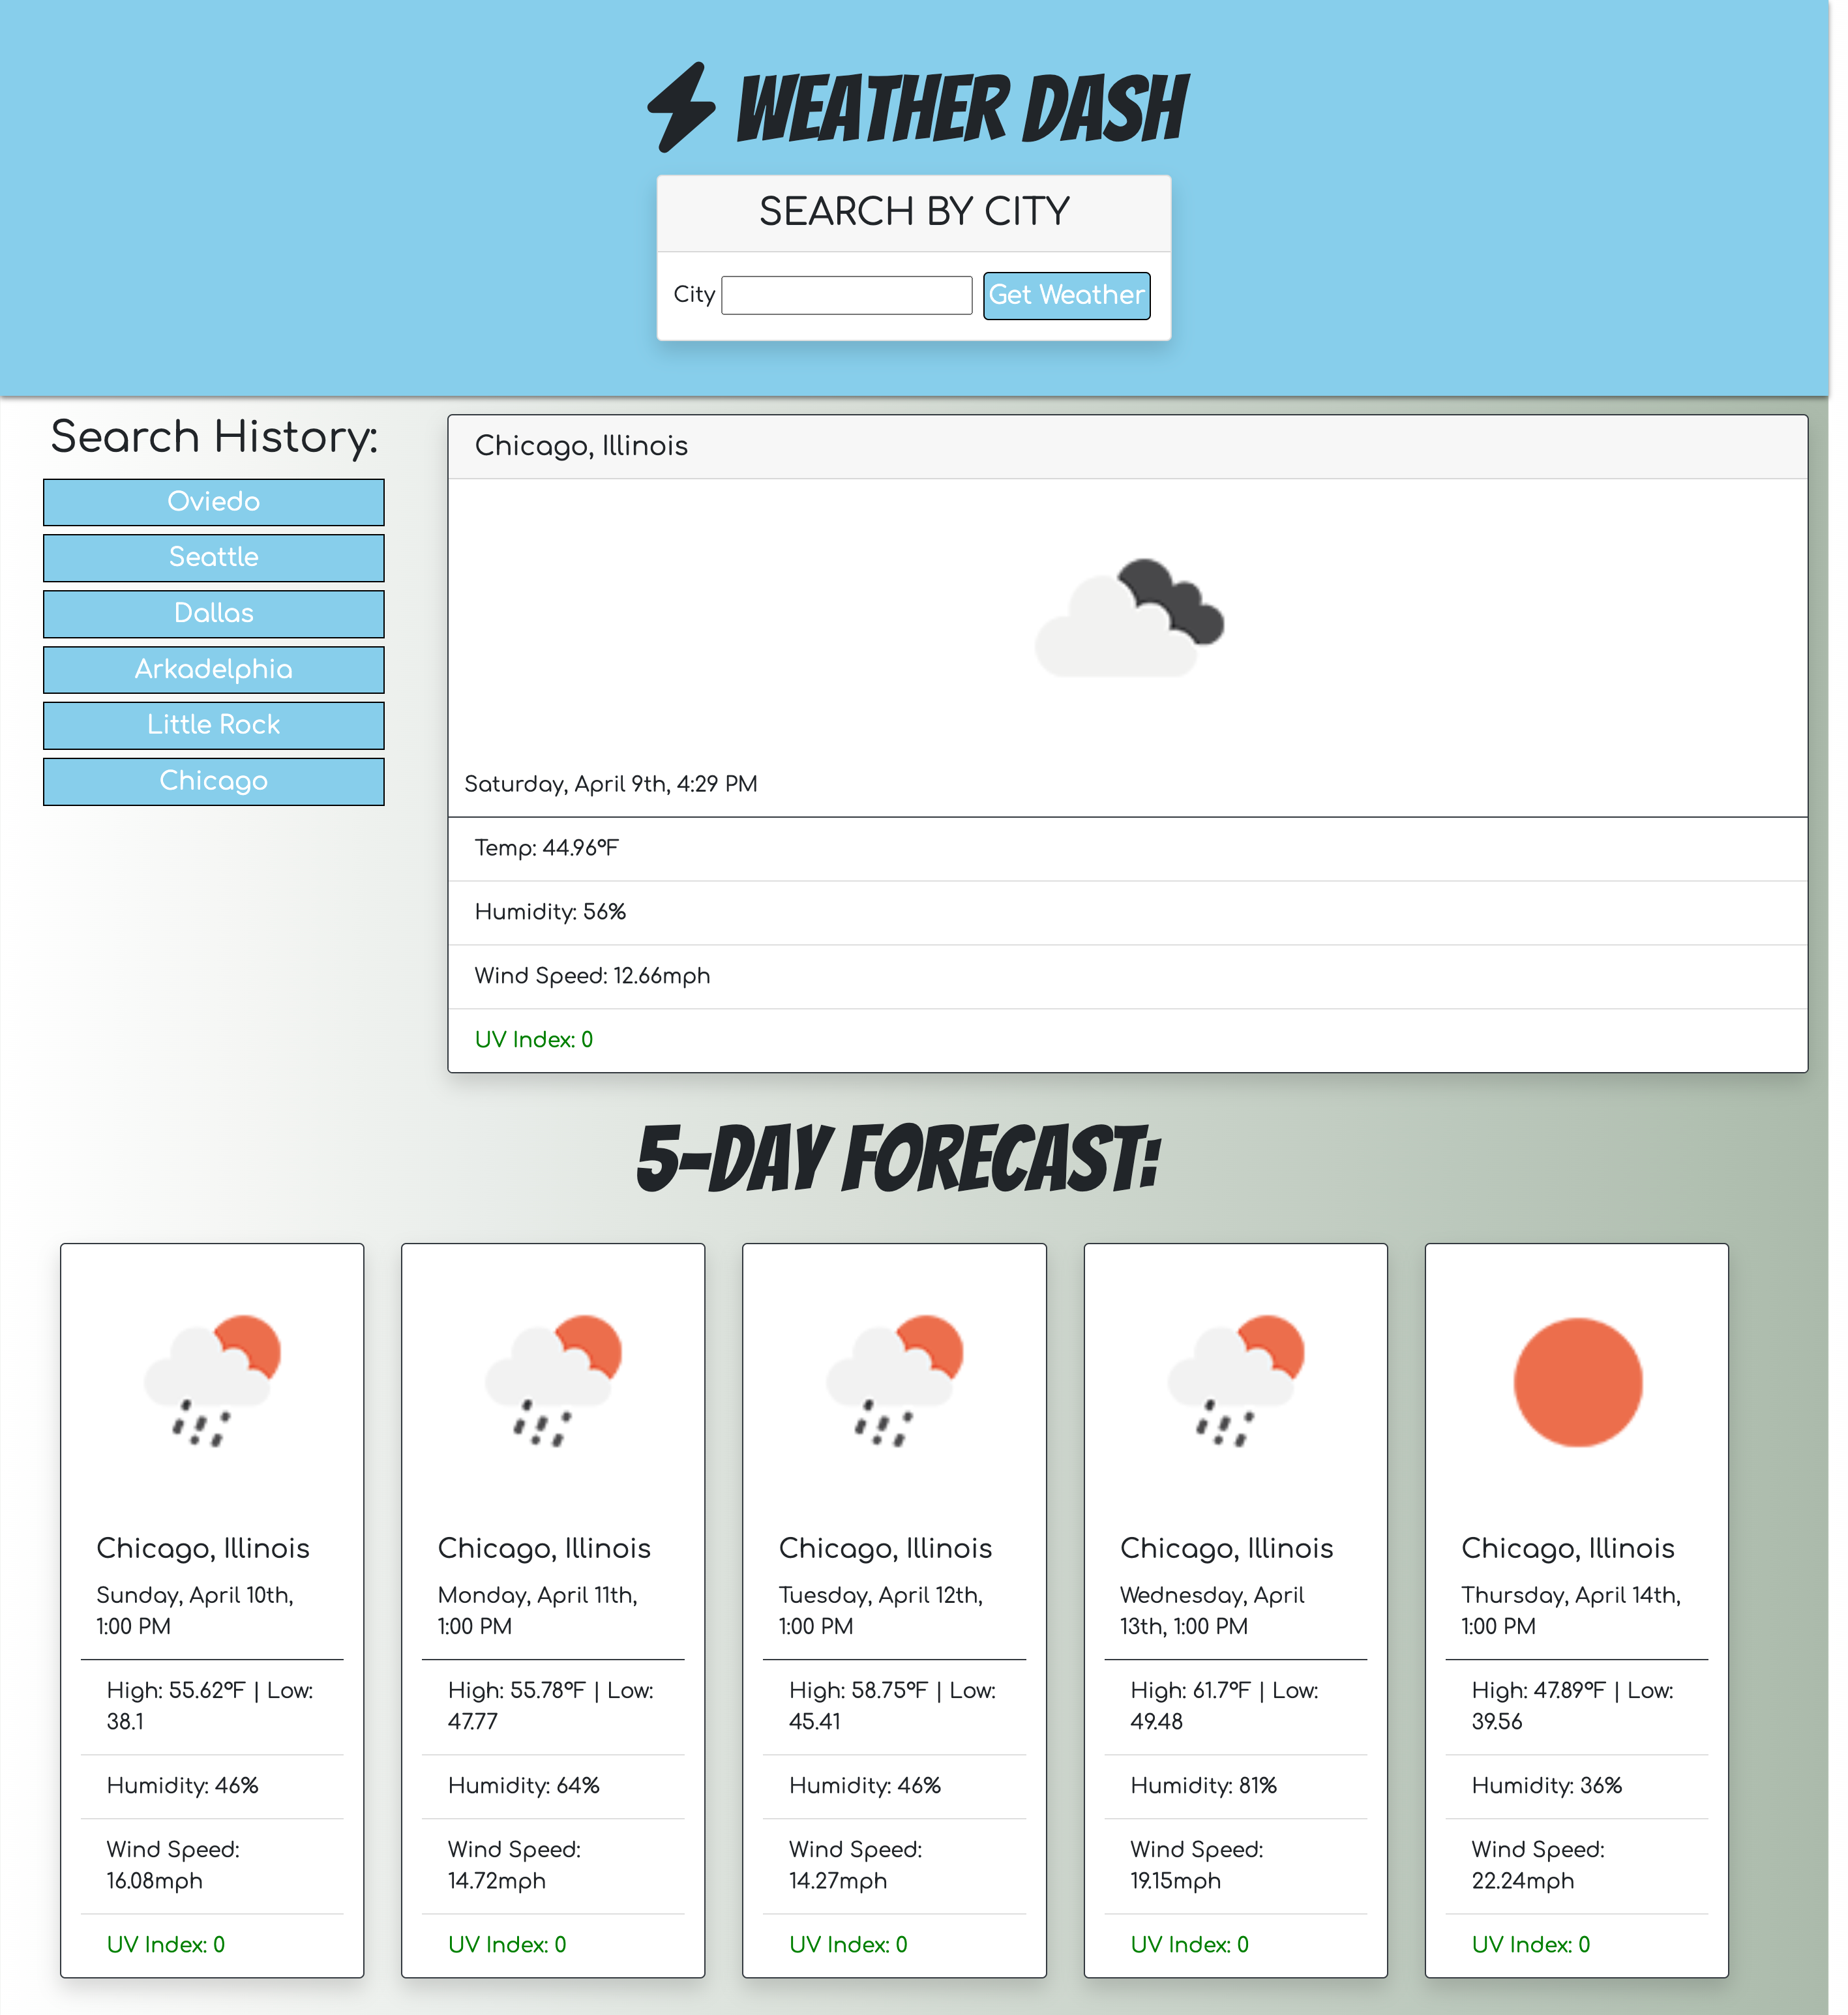 WEATHER DASH
SEARCH BY CITY
City
Get Weather
Search History:
Oviedo
Seattle
Dallas
Arkadelphia
Little Rock
Chicago
Chicago, Illinois
Saturday, April 9th, 4:29 PM
Temp: 44.96°F
Humidity: 56%
Wind Speed: 12.66mph
UV Index: 0
5-DAY FORECAST:
Chicago, Illinois
Sunday, April 10th,
1:00 PM
High: 55.62°F | Low:
38.1
Humidity: 46%
Wind Speed:
16.08mph
UV Index: 0
Chicago, Illinois
Monday, April 11th,
1:00 PM
High: 55.78°F | Low:
47.77
Humidity: 64%
Wind Speed:
14.72mph
UV Index: 0
Chicago, Illinois
Tuesday, April 12th,
1:00 PM
High: 58.75°F | Low:
45.41
Humidity: 46%
Wind Speed:
14.27mph
UV Index: 0
Chicago, Illinois
Wednesday, April
13th, 1:00 PM
High: 61.7°F | Low:
49.48
Humidity: 81%
Wind Speed:
19.15mph
UV Index: 0
Chicago, Illinois
Thursday, April 14th,
1:00 PM
High: 47.89°F | Low:
39.56
Humidity: 36%
Wind Speed:
22.24mph
UV Index: 0